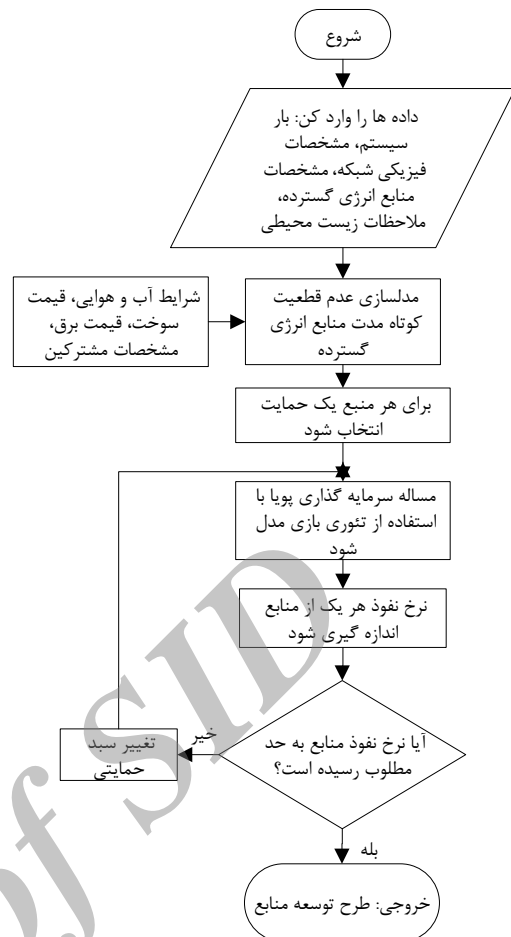 شروع
داده ها را وارد کن: بار
سیستم، مشخصات
فیزیکی شبکه، مشخصات
منابع انرژی گسترده،
ملاحظات زیست محیطی
شرایط آب و هوایی، قیمت
سوخت، قیمت برق،
مشخصات مشترکین
مدلسازی عدم قطعیت
کوتاه مدت منابع انرژی
گسترده
برای هر منبع یک حمایت
انتخاب شود
مساله سرمایه گذاری پویا با
استفاده از تئوری بازی مدل
شود
نرخ نفوذ هر یک از منابع
اندازه گیری شود
آیا نرخ نفوذ منابع به حد
مطلوب رسیده است؟
خیر
تغییر سبد
حمایتی
بله
خروجی: طرح توسعه منابع
of SID